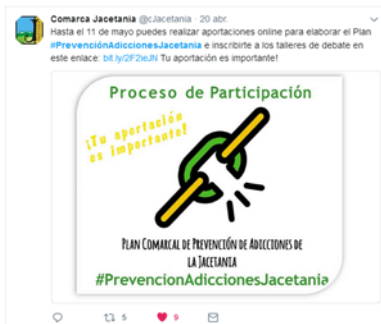 Comarca Jacetania @cJacetania · 20 abr.
Hasta el 11 de mayo puedes realizar aportaciones online para elaborar el Plan
#PrevenciónAdiccionesJacetania e inscribirte a los talleres de debate en
este enlace: bit.ly/2F2ieJN Tu aportación es importante!
Proceso de Participación
¡Tu aportación
es importante!
PLAN COMARCAL DE PREVENCIÓN DE ADICCIONES DE
LA JACETANIA
#PrevencionAdiccionesJacetania
5 9